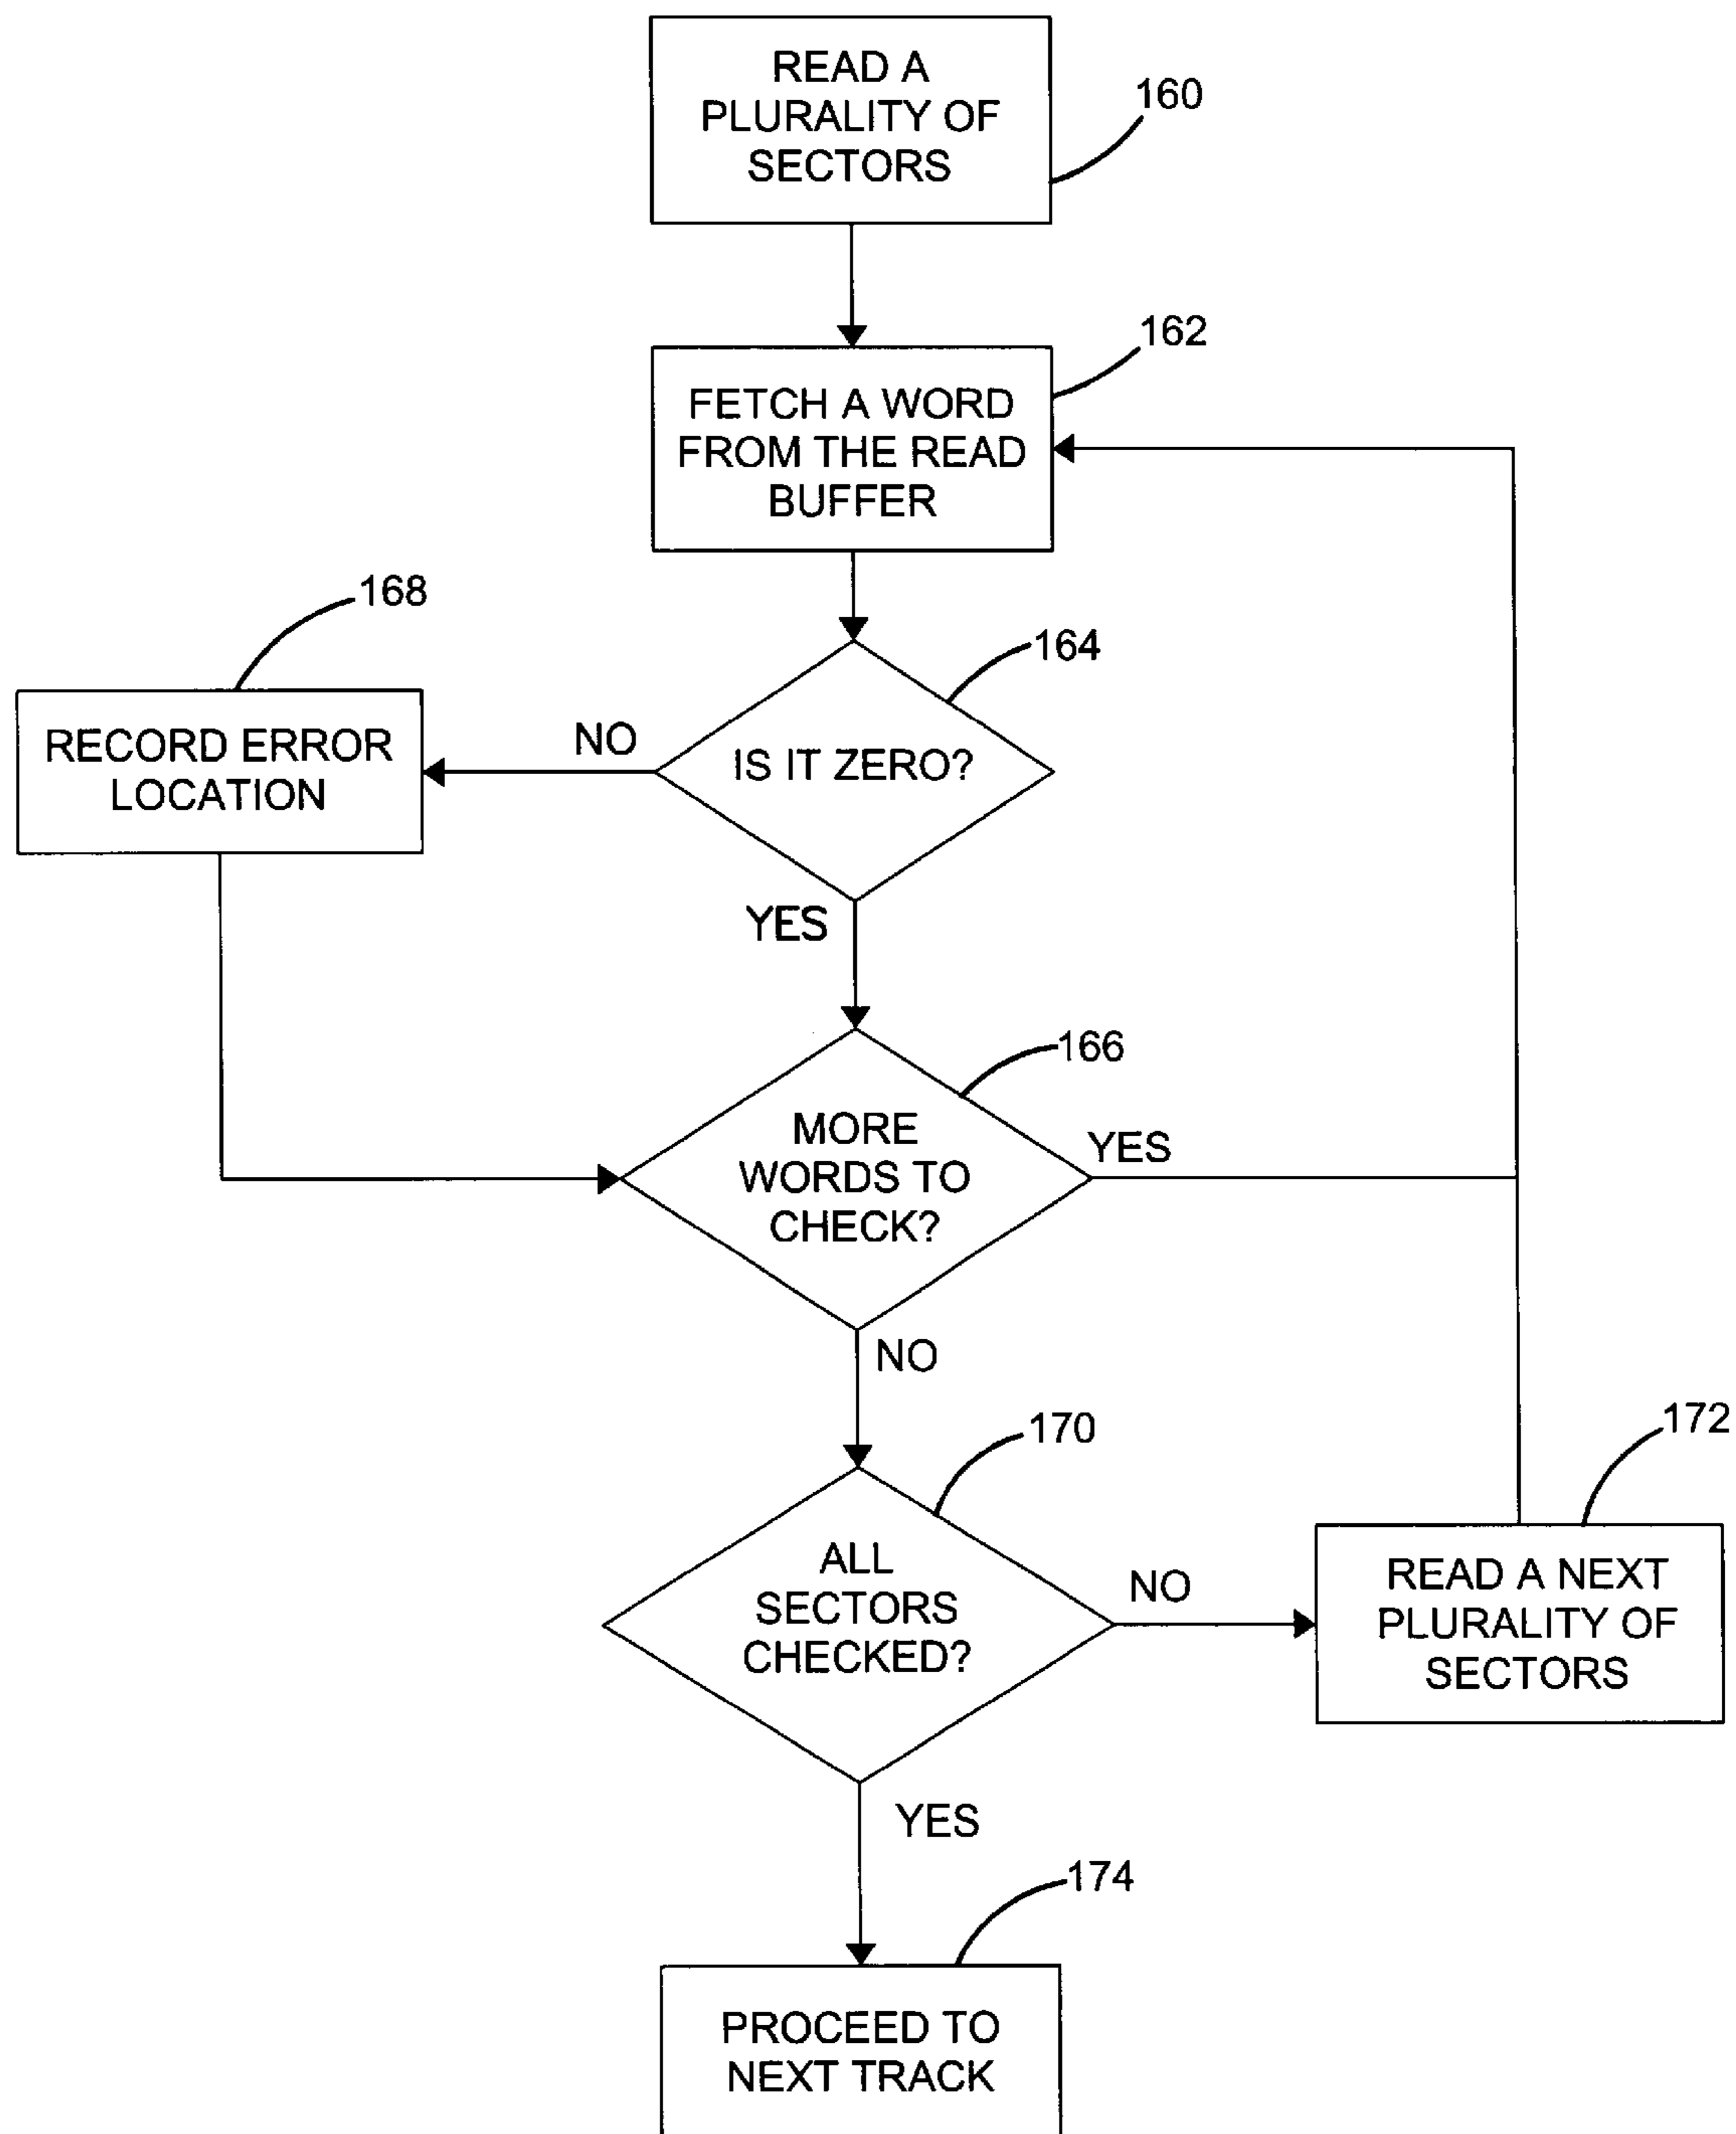 READ A
PLURALITY OF
SECTORS
160
162
FETCH A WORD
FROM THE READ
BUFFER
168
164
RECORD ERROR
LOCATION
NO
IS IT ZERO?
YES
166
MORE
WORDS TO
CHECK?
YES
NO
170
172
ALL
SECTORS
CHECKED?
NO
READ A NEXT
PLURALITY OF
SECTORS
YES
174
PROCEED TO
NEXT TRACK